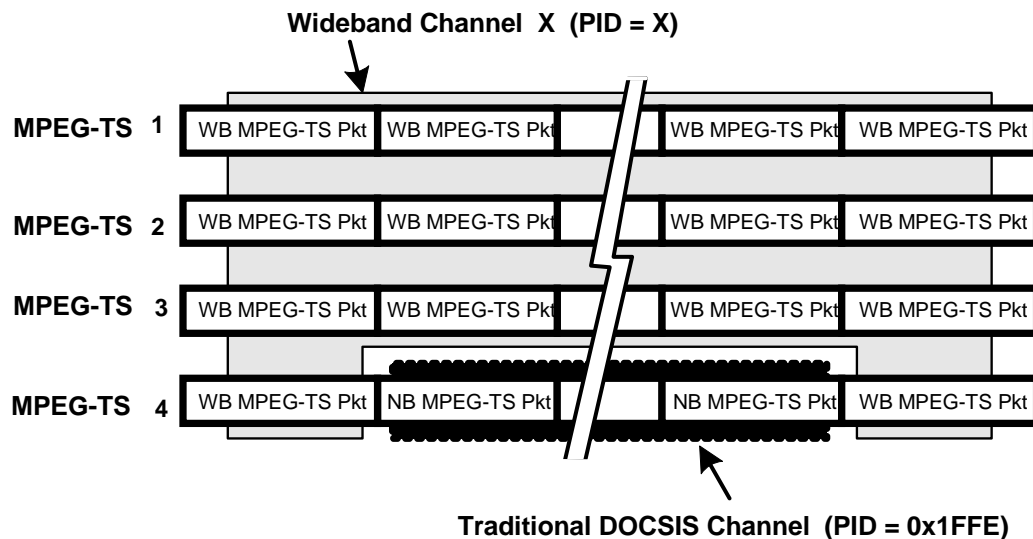 Wideband Channel X (PID = X)
MPEG-TS 1 WB MPEG-TS Pkt WB MPEG-TS Pkt WB MPEG-TS Pkt WB MPEG-TS Pkt
MPEG-TS 2 WB MPEG-TS Pkt WB MPEG-TS Pkt WB MPEG-TS Pkt WB MPEG-TS Pkt
MPEG-TS 3 WB MPEG-TS Pkt WB MPEG-TS Pkt WB MPEG-TS Pkt WB MPEG-TS Pkt
MPEG-TS 4 WB MPEG-TS Pkt NB MPEG-TS Pkt NB MPEG-TS Pkt WB MPEG-TS Pkt
Traditional DOCSIS Channel (PID = 0x1FFE)